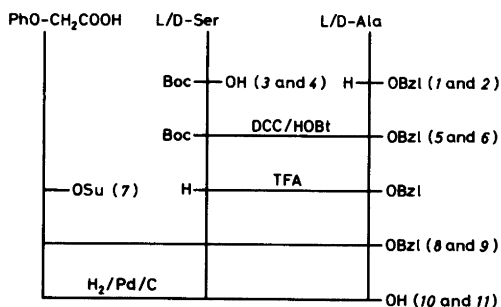 PhO-CH₂COOH L/D-Ser L/D-Ala
Boc OH (3 and 4) H OBzl (1 and 2)
DCC/HOBt
Boc OBzl (5 and 6)
TFA
OSu (7) H OBzl
OBzl (8 and 9)
H₂/Pd/C
OH (10 and 11)